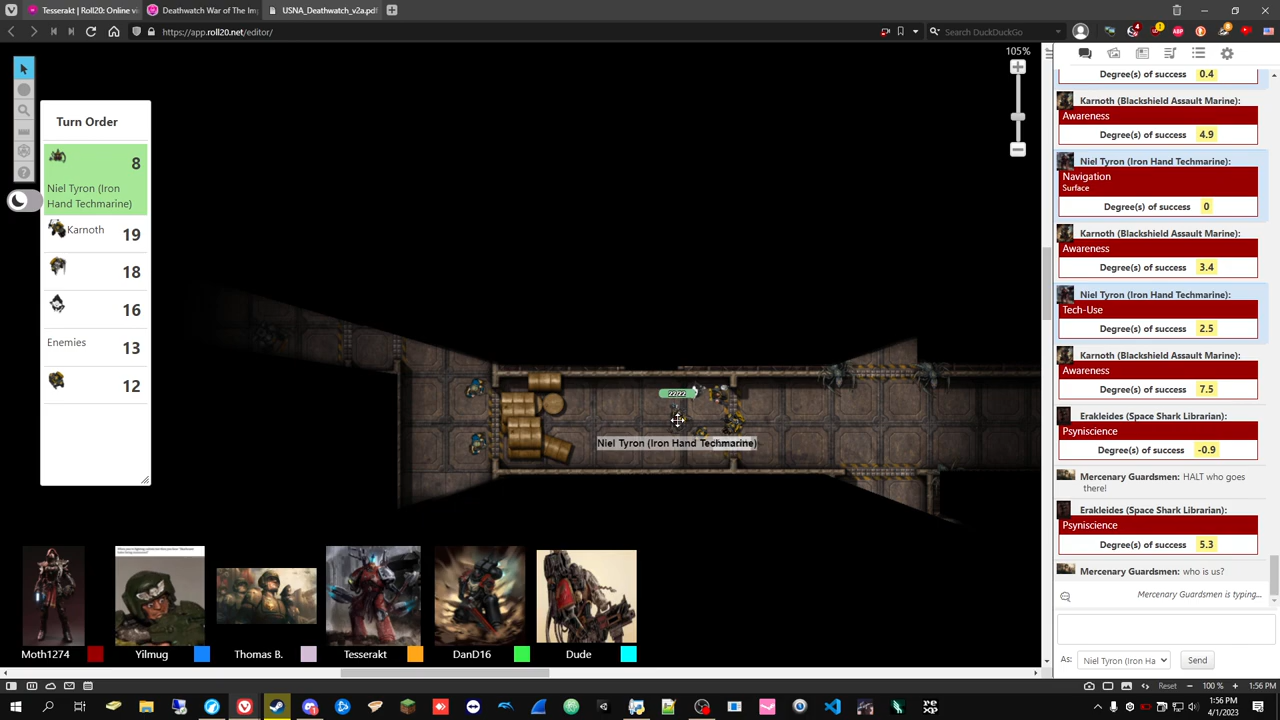 Tesserakt | Roll20: Online vi
Deathwatch War of The Im
USNA_Deathwatch_v2a.pdf
https://app.roll20.net/editor/
Search DuckDuckGo
105%
Turn Order
8
Niel Tyron (Iron
Hand Techmarine)
Karnoth
19
18
16
Enemies
13
12
22/22
Niel Tyron (Iron Hand Techmarine)
Moth1274
Yilmug
Thomas B.
Tesserakt
DanD16
Dude
Degree(s) of success 0.4
Karnoth (Blackshield Assault Marine):
Awareness
Degree(s) of success 4.9
Niel Tyron (Iron Hand Techmarine):
Navigation
Surface
Degree(s) of success 0
Karnoth (Blackshield Assault Marine):
Awareness
Degree(s) of success 3.4
Niel Tyron (Iron Hand Techmarine):
Tech-Use
Degree(s) of success 2.5
Karnoth (Blackshield Assault Marine):
Awareness
Degree(s) of success 7.5
Erakleides (Space Shark Librarian):
Psyniscience
Degree(s) of success -0.9
Mercenary Guardsmen: HALT who goes
there!
Erakleides (Space Shark Librarian):
Psyniscience
Degree(s) of success 5.3
Mercenary Guardsmen: who is us?
Mercenary Guardsmen is typing...
As: Niel Tyron (Iron Ha
Send
Reset
100 %
1:56 PM
1:56 PM
4/1/2023